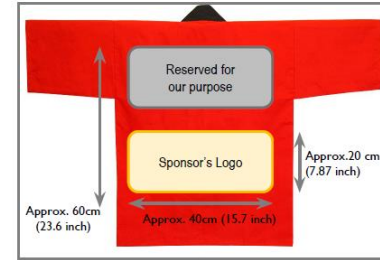 Reserved for
our purpose
Sponsor's Logo
Approx.20 cm
(7.87 inch)
Approx. 60cm
(23.6 inch)
Approx. 40cm (15.7 inch)